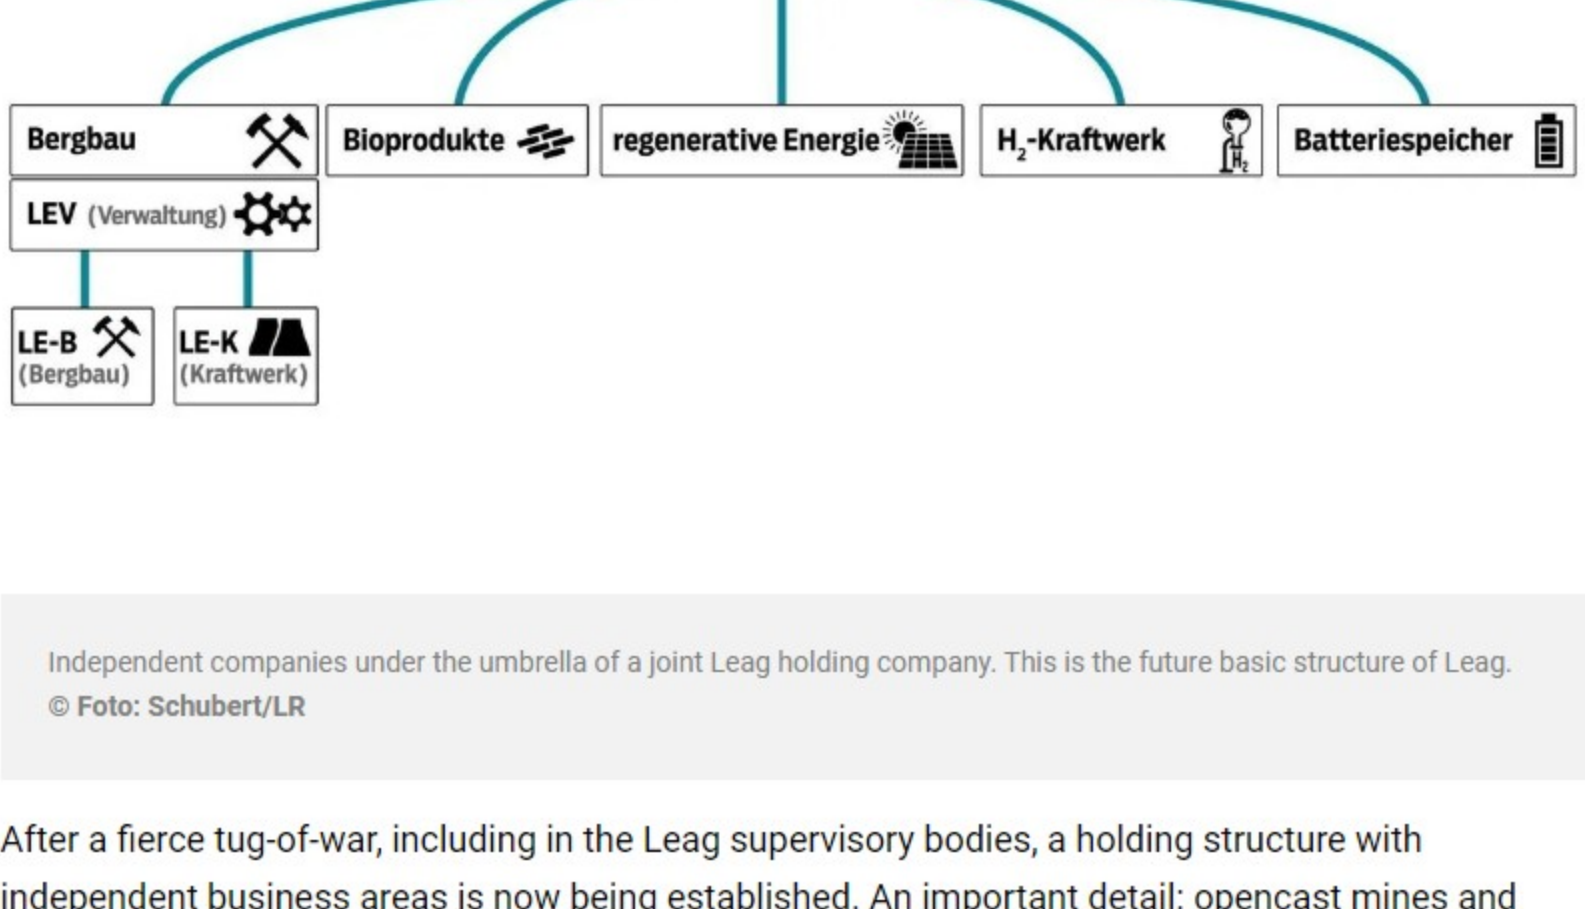 Bergbau
Bioprodukte
regenerative Energie
H₂-Kraftwerk
H₂
Batteriespeicher
LEV (Verwaltung)
LE-B
(Bergbau)
LE-K
(Kraftwerk)
Independent companies under the umbrella of a joint Leag holding company. This is the future basic structure of Leag.
© Foto: Schubert/LR
After a fierce tug-of-war, including in the Leag supervisory bodies, a holding structure with
independent business areas is now being established. An important detail: opencast mines and